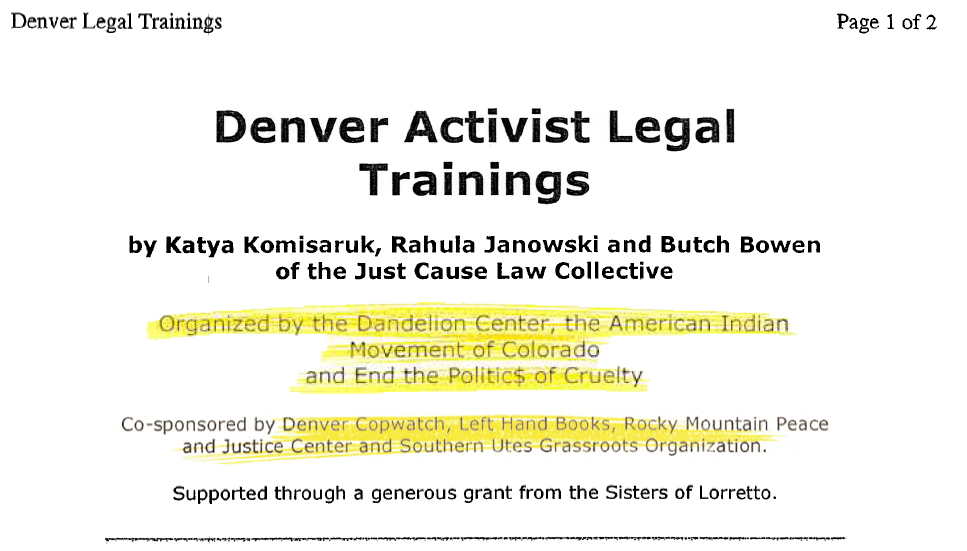 Denver Legal Trainings
Page 1 of 2
Denver Activist Legal
Trainings
by Katya Komisaruk, Rahula Janowski and Butch Bowen
of the Just Cause Law Collective
Organized by the Dandelion Center, the American Indian
Movement of Colorado
and End the Politic$ of Cruelty
Co-sponsored by Denver Copwatch, Left Hand Books, Rocky Mountain Peace
and Justice Center and Southern Utes Grassroots Organization.
Supported through a generous grant from the Sisters of Lorretto.